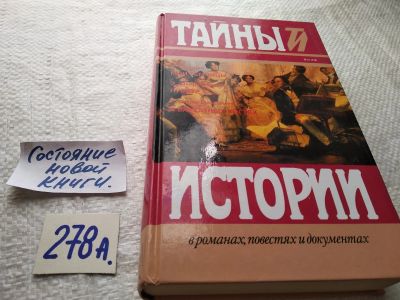 ТАЙНЫ
ИСТОРИИ
в романах, повестях и документах
Состояние
новой
книги.
278А.